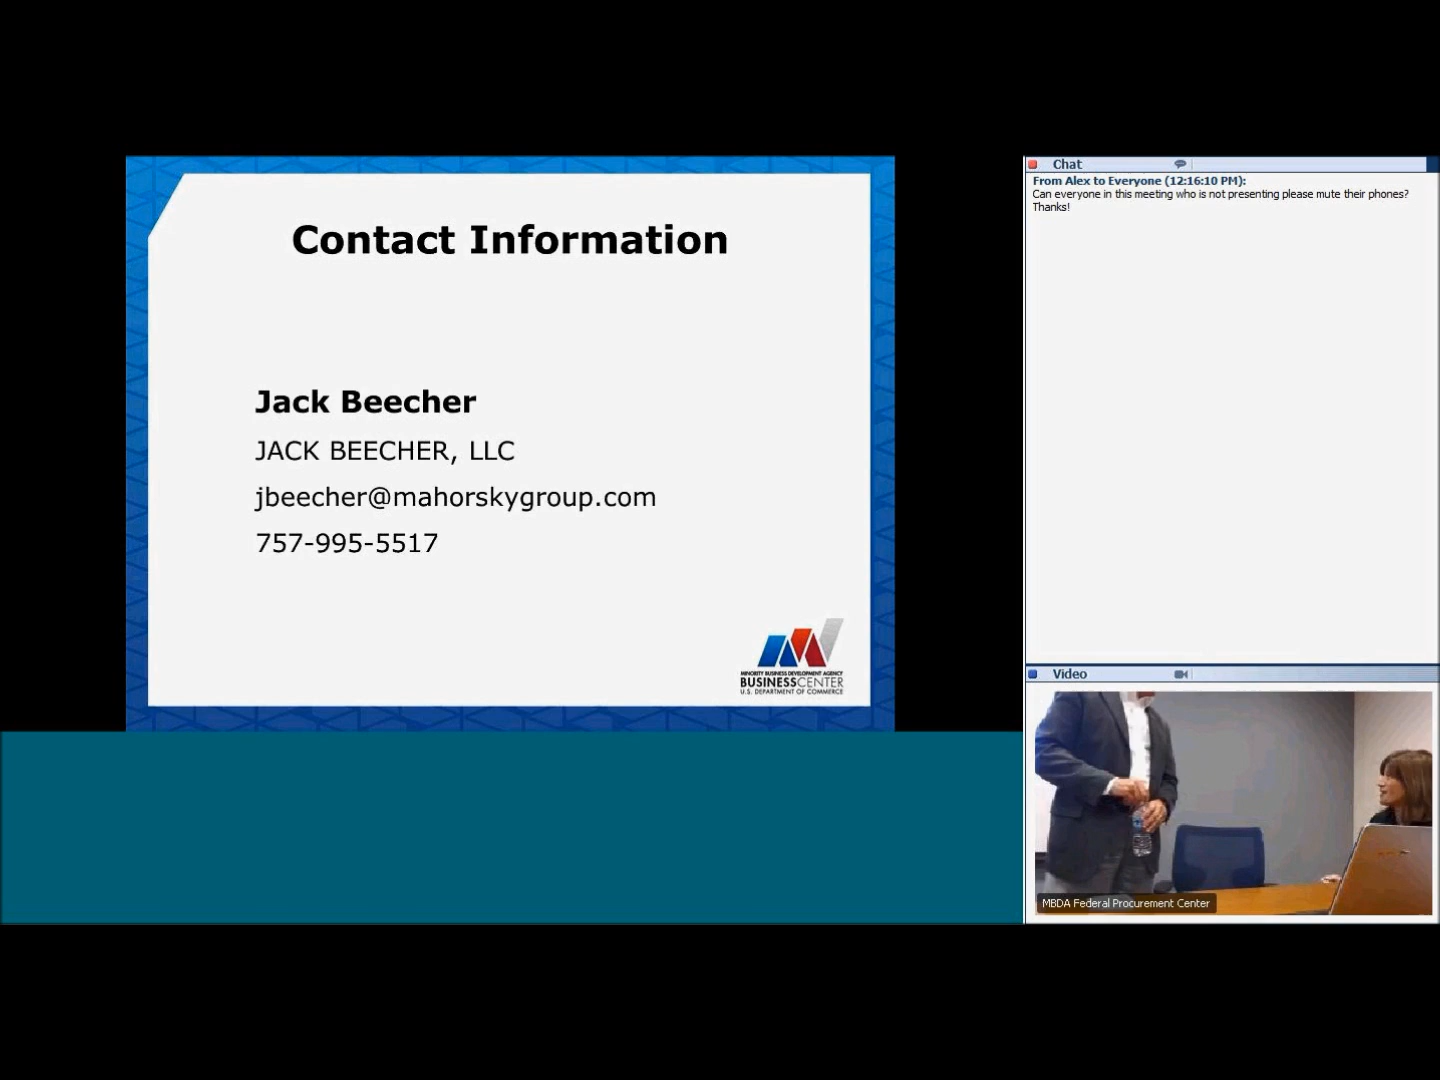 Contact Information
Jack Beecher
JACK BEECHER, LLC
jbeecher@mahorskygroup.com
757-995-5517
MINORITY BUSINESS DEVELOPMENT AGENCY
BUSINESSCENTER
U.S. DEPARTMENT OF COMMERCE
Chat
From Alex to Everyone (12:16:10 PM):
Can everyone in this meeting who is not presenting please mute their phones?
Thanks!
Video
MBDA Federal Procurement Center